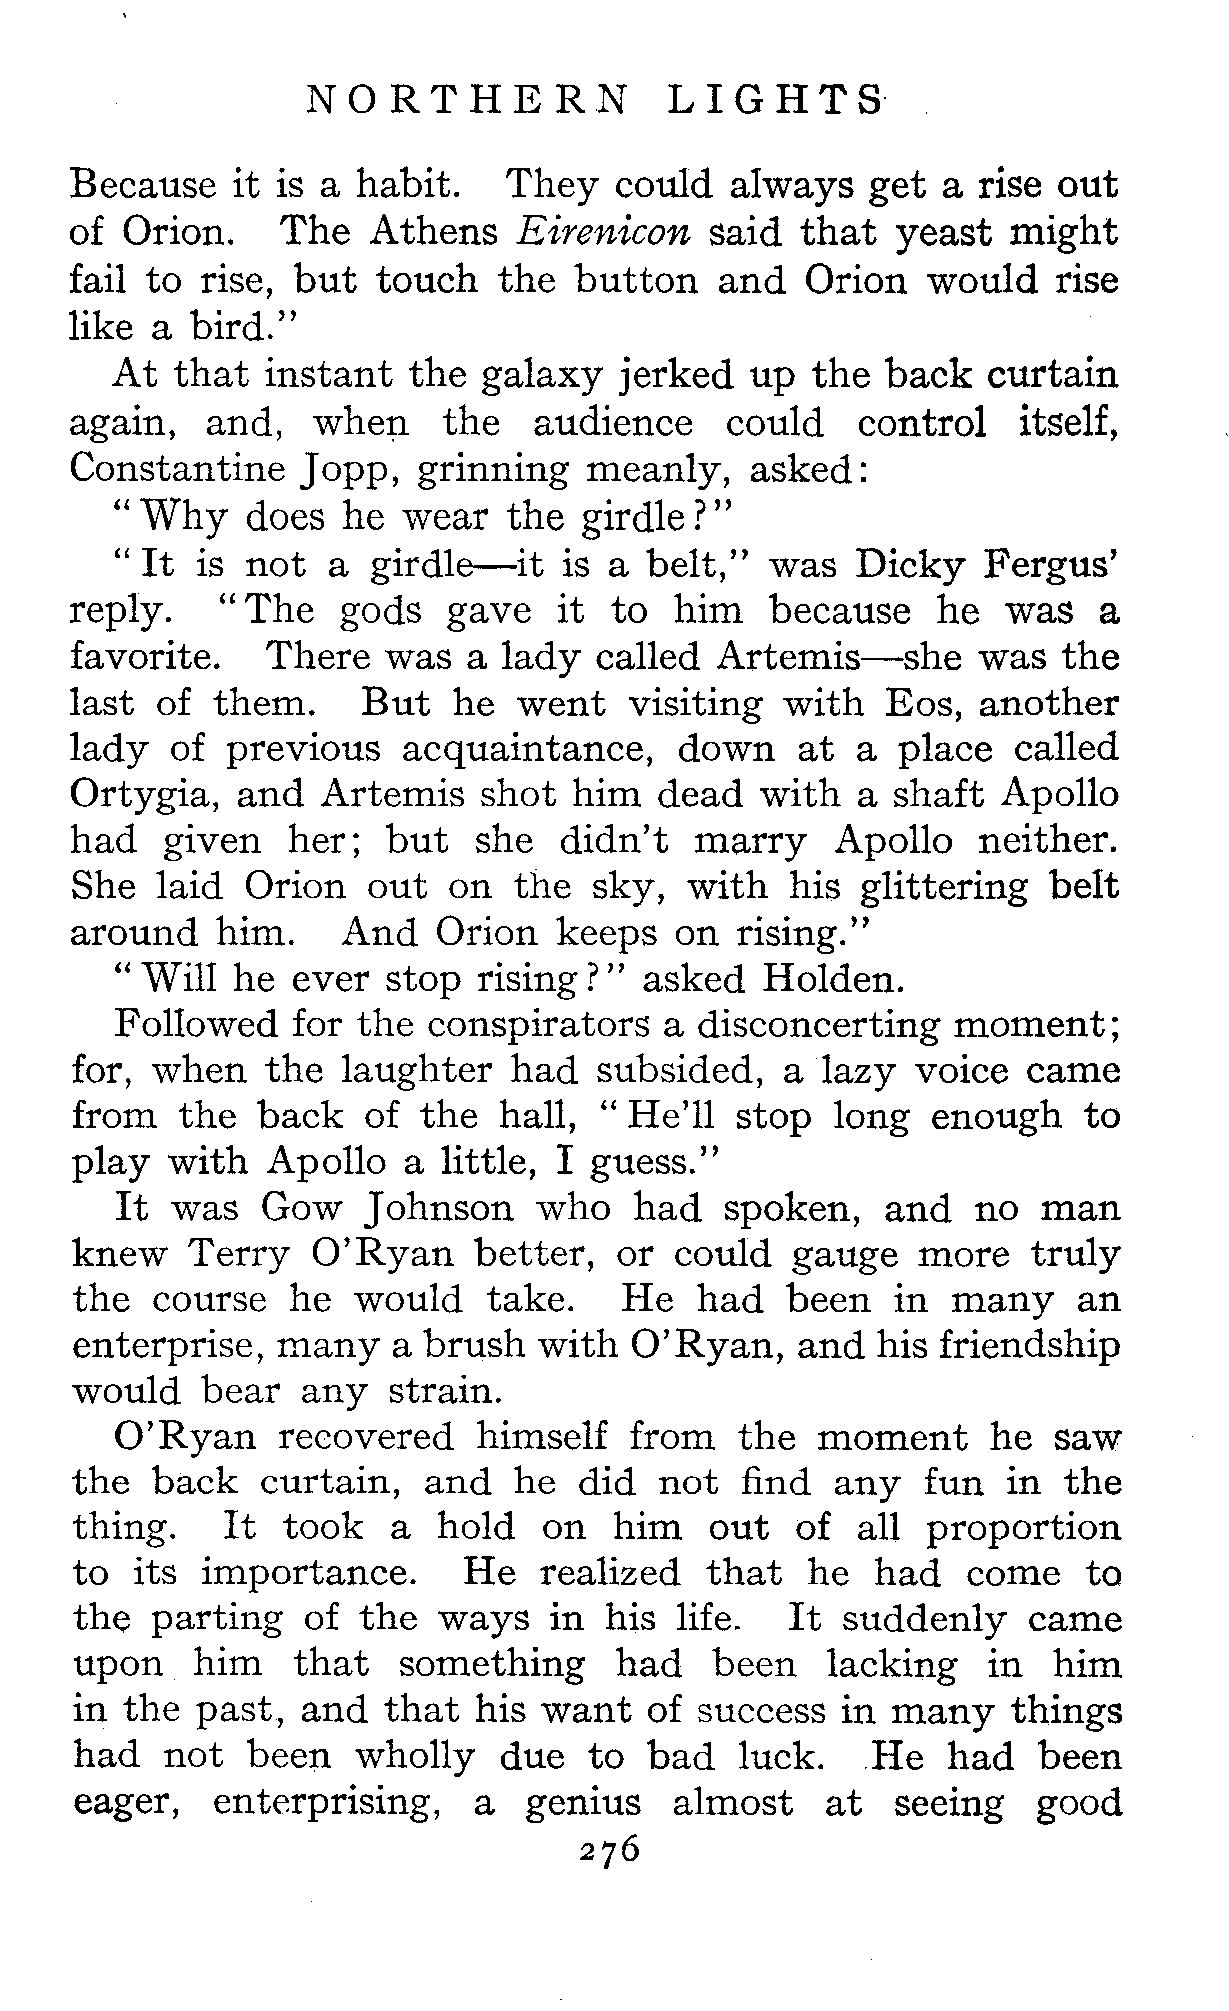 NORTHERN LIGHTS
Because it is a habit. They could always get a rise out
of Orion. The Athens Eirenicon said that yeast might
fail to rise, but touch the button and Orion would rise
like a bird."
At that instant the galaxy jerked up the back curtain
again, and, when the audience could control itself,
Constantine Jopp, grinning meanly, asked:
"Why does he wear the girdle?"
"It is not a girdle—it is a belt," was Dicky Fergus'
reply. "The gods gave it to him because he was a
favorite. There was a lady called Artemis—she was the
last of them. But he went visiting with Eos, another
lady of previous acquaintance, down at a place called
Ortygia, and Artemis shot him dead with a shaft Apollo
had given her; but she didn't marry Apollo neither.
She laid Orion out on the sky, with his glittering belt
around him. And Orion keeps on rising."
"Will he ever stop rising?" asked Holden.
Followed for the conspirators a disconcerting moment;
for, when the laughter had subsided, a lazy voice came
from the back of the hall, "He'll stop long enough to
play with Apollo a little, I guess."
It was Gow Johnson who had spoken, and no man
knew Terry O'Ryan better, or could gauge more truly
the course he would take. He had been in many an
enterprise, many a brush with O'Ryan, and his friendship
would bear any strain.
O'Ryan recovered himself from the moment he saw
the back curtain, and he did not find any fun in the
thing. It took a hold on him out of all proportion
to its importance. He realized that he had come to
the parting of the ways in his life. It suddenly came
upon him that something had been lacking in him
in the past, and that his want of success in many things
had not been wholly due to bad luck. He had been
eager, enterprising, a genius almost at seeing good
276